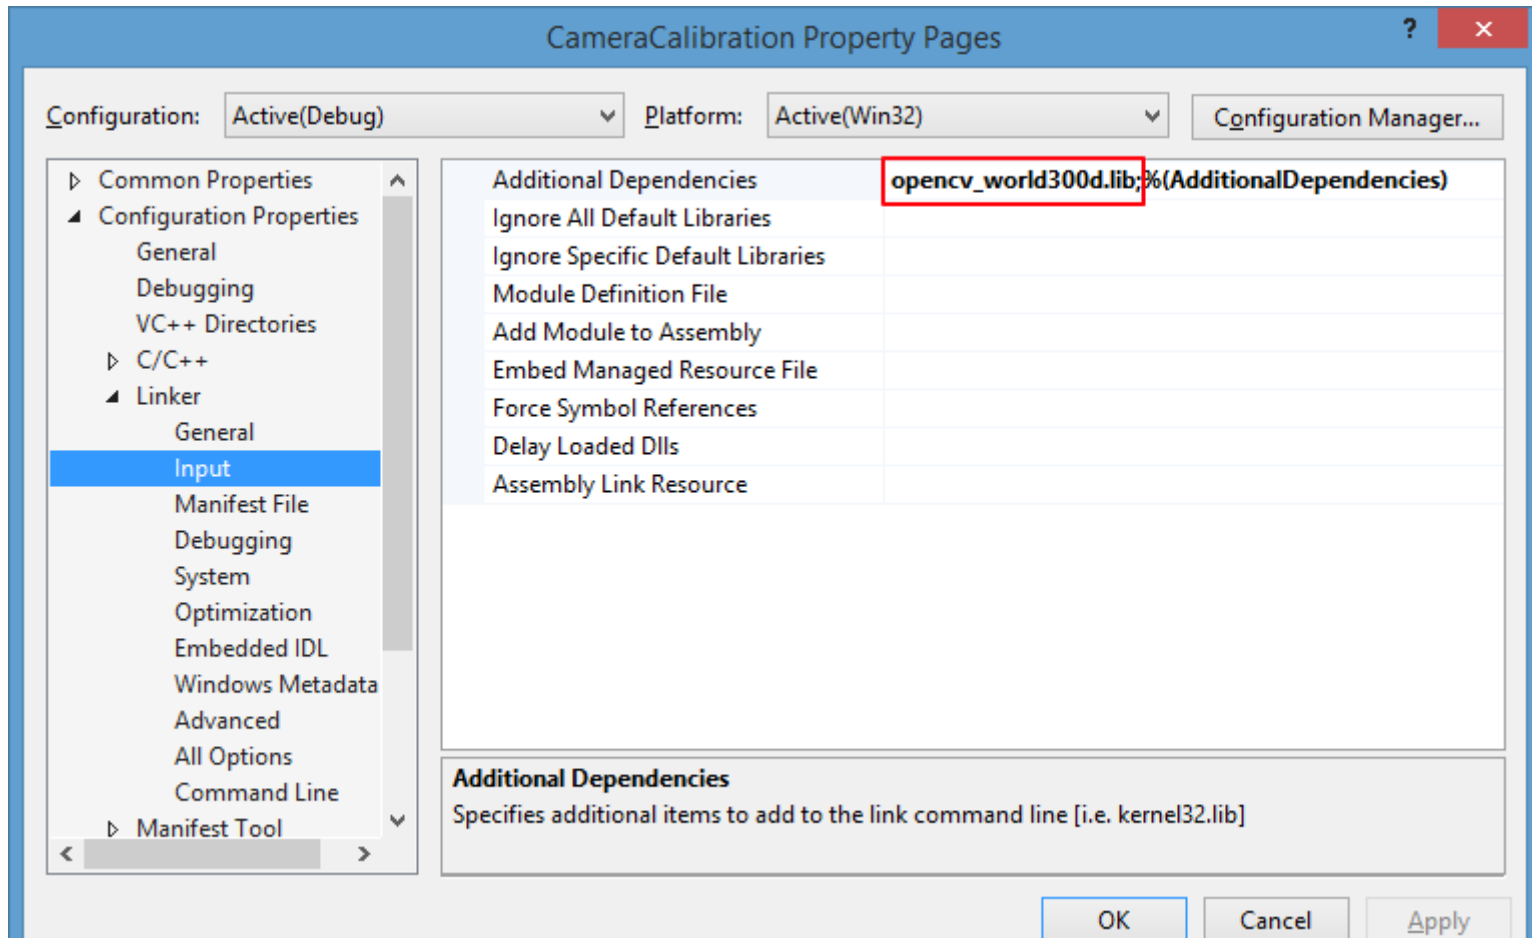 CameraCalibration Property Pages ? ×
Configuration: Active(Debug) Platform: Active(Win32) Configuration Manager...
Common Properties
Configuration Properties
General
Debugging
VC++ Directories
C/C++
Linker
General
Input
Manifest File
Debugging
System
Optimization
Embedded IDL
Windows Metadata
Advanced
All Options
Command Line
Manifest Tool
Additional Dependencies opencv_world300d.lib;%(AdditionalDependencies)
Ignore All Default Libraries
Ignore Specific Default Libraries
Module Definition File
Add Module to Assembly
Embed Managed Resource File
Force Symbol References
Delay Loaded Dlls
Assembly Link Resource
Additional Dependencies
Specifies additional items to add to the link command line [i.e. kernel32.lib]
OK Cancel Apply